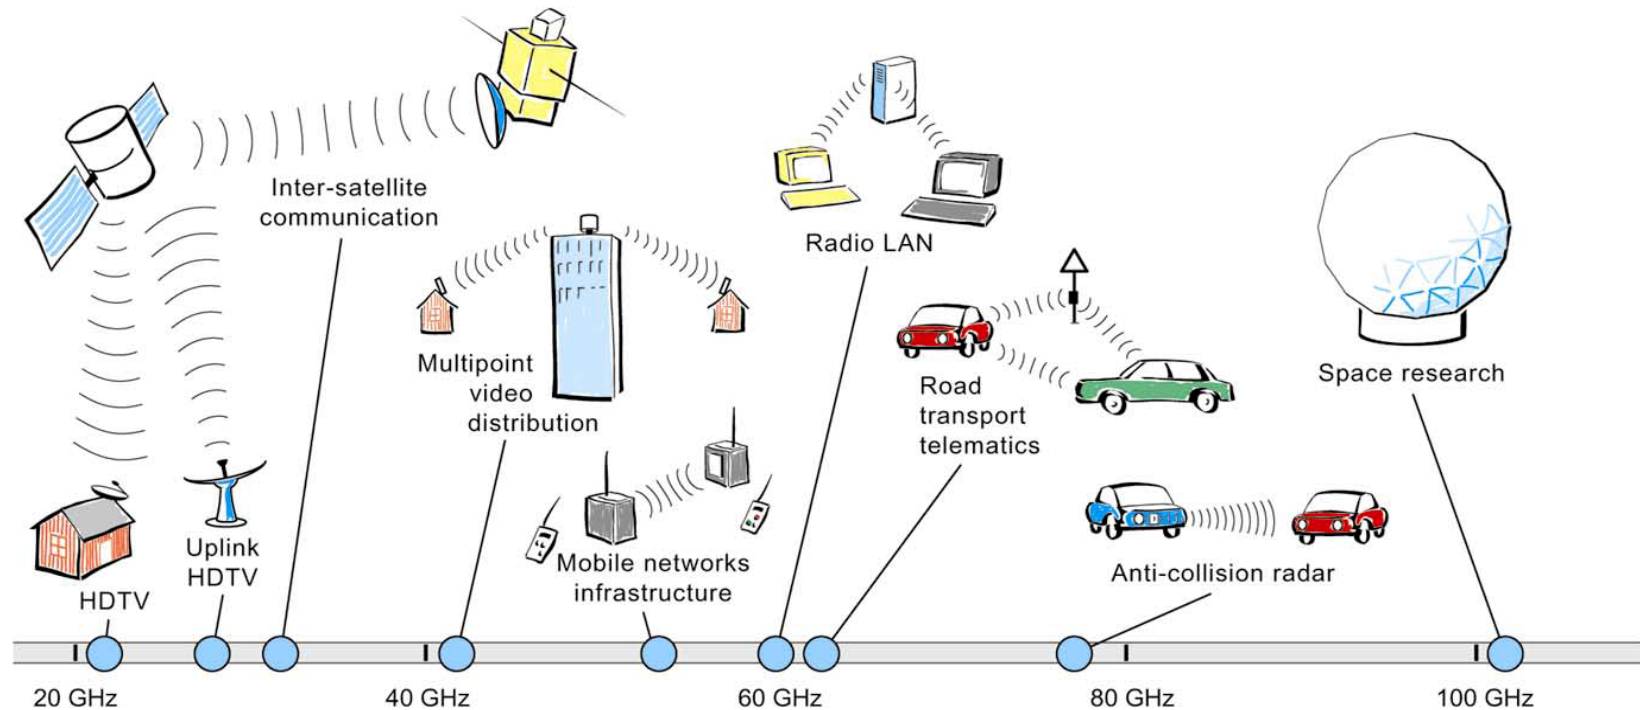 Inter-satellite
communication
Radio LAN
Multipoint
video
distribution
Road
transport
telematics
Space research
Uplink
HDTV
HDTV
Mobile networks
infrastructure
Anti-collision radar
20 GHz
40 GHz
60 GHz
80 GHz
100 GHz